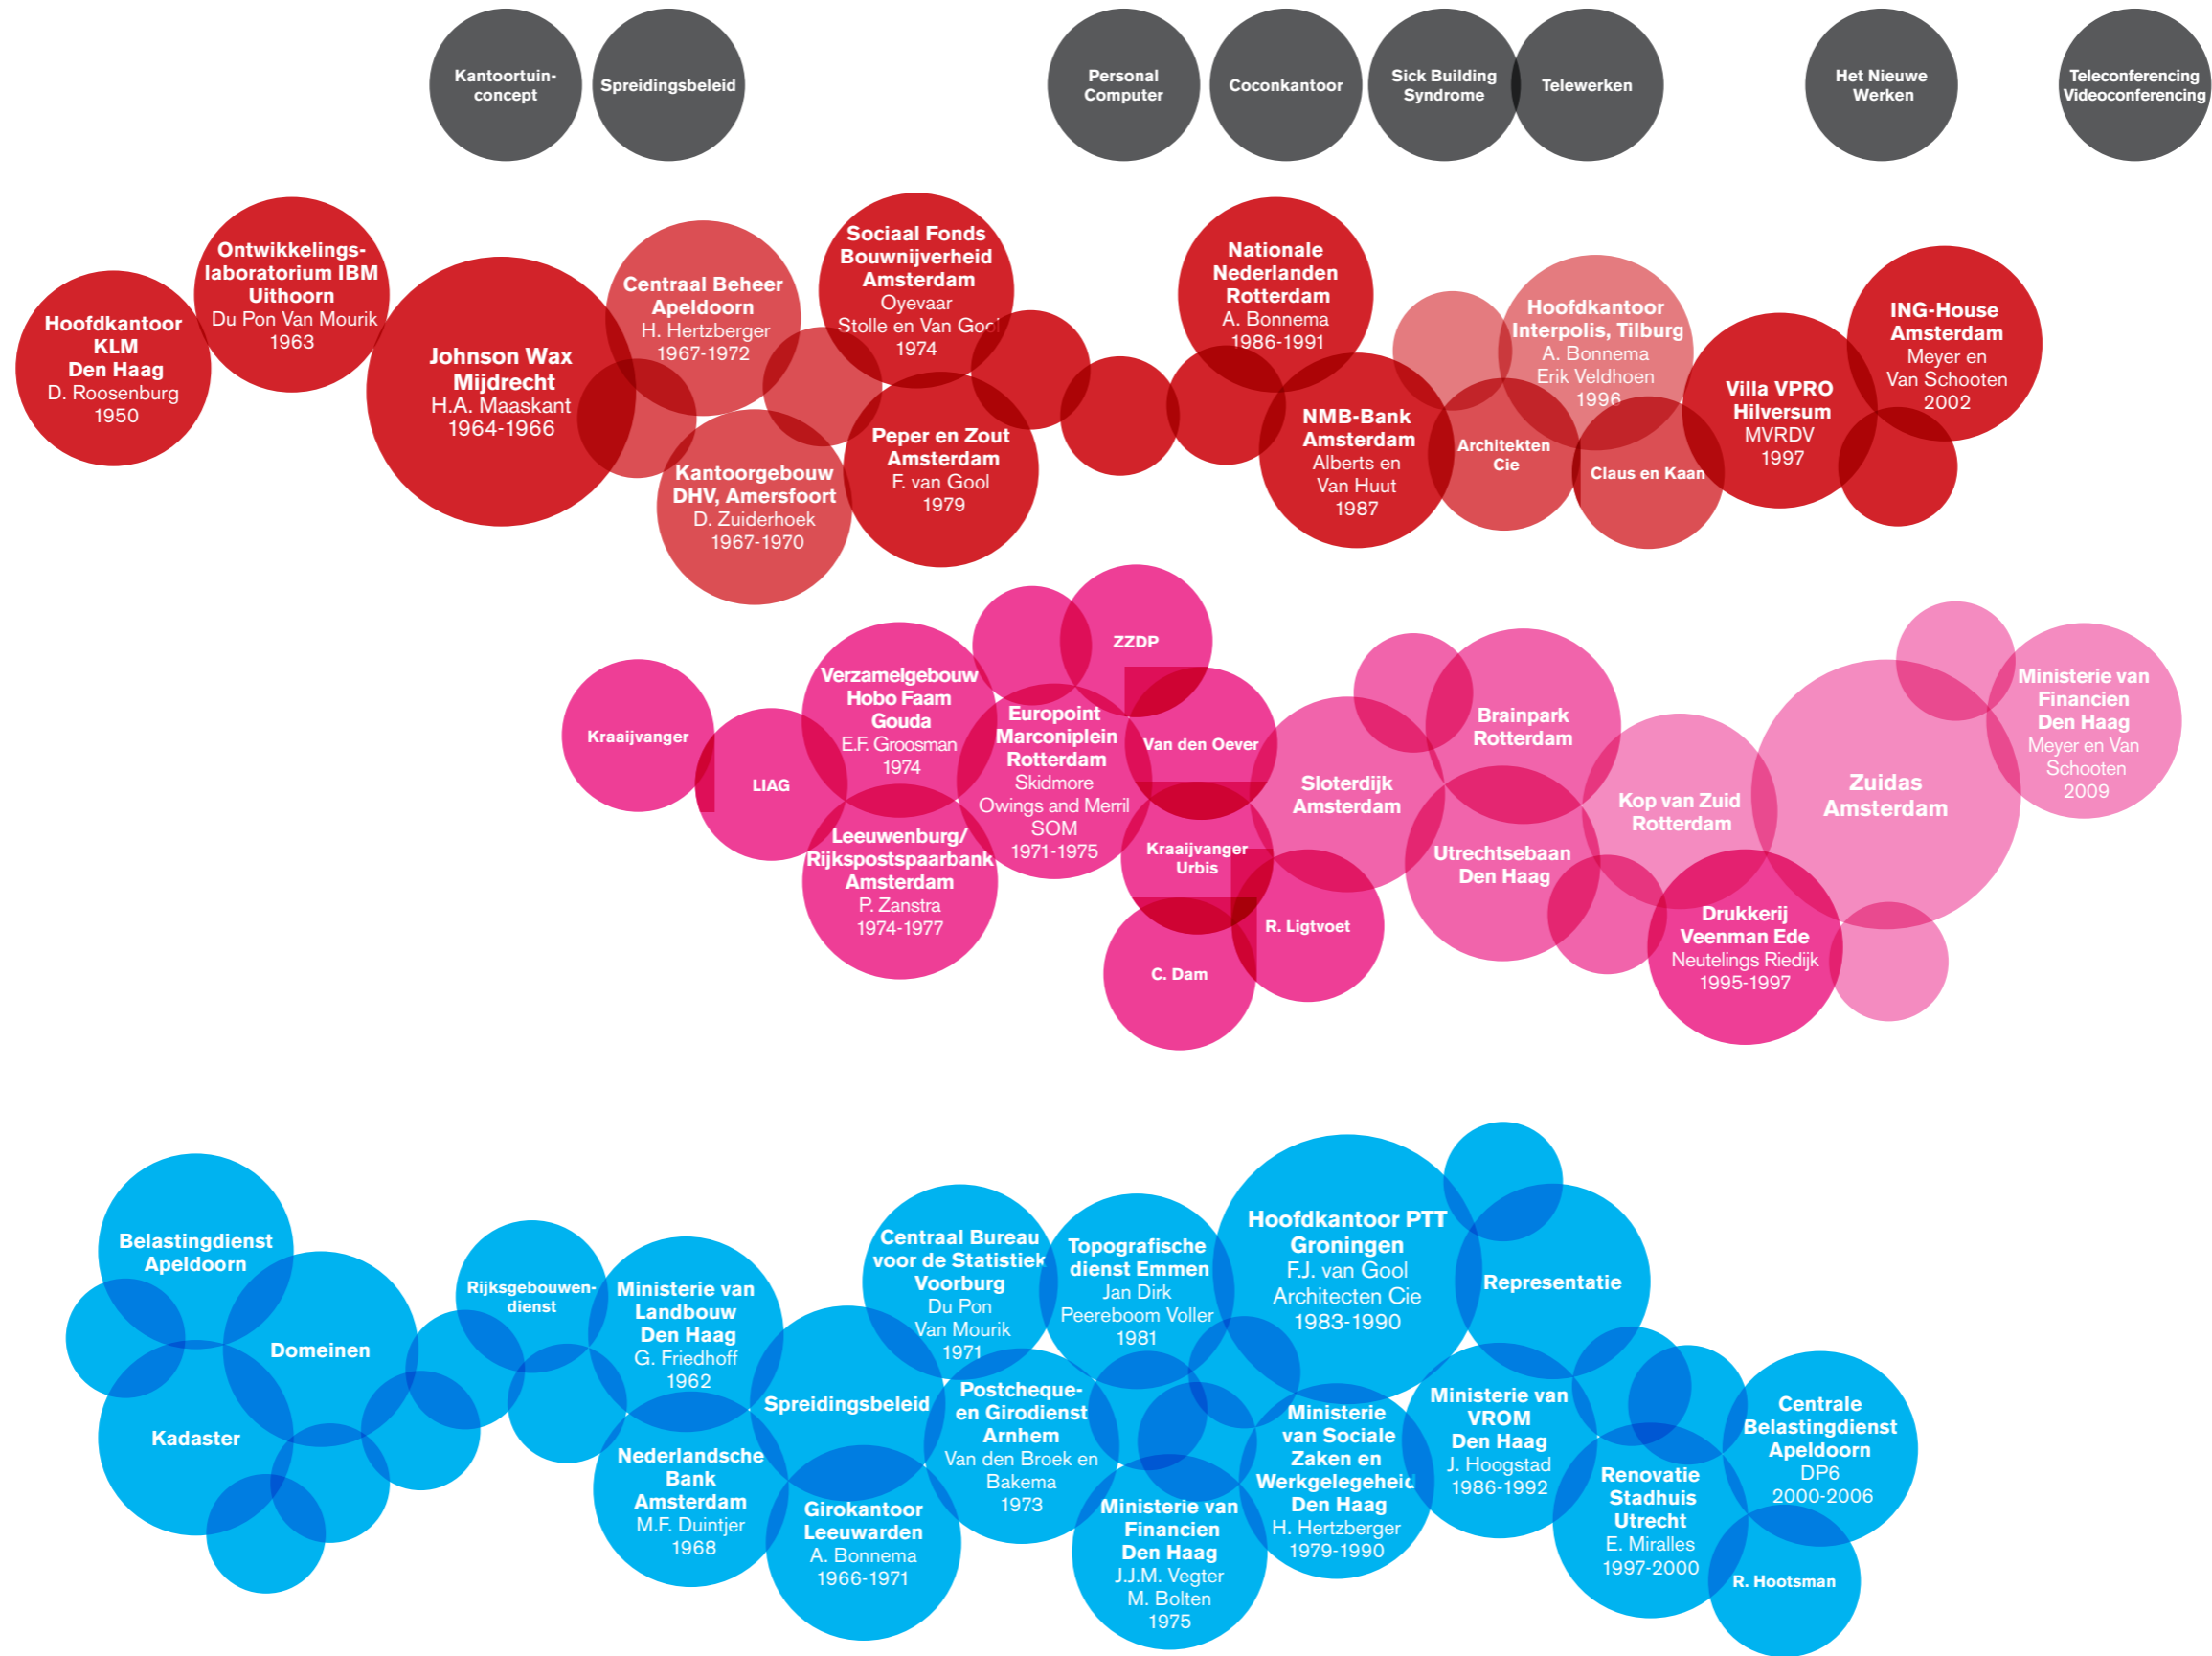 Kantoortuin-
concept
Spreidingsbeleid
Personal
Computer
Coconkantoor
Sick Building
Syndrome
Telewerken
Het Nieuwe
Werken
Teleconferencing
Videoconferencing
Hoofdkantoor
KLM
Den Haag
D. Roosenburg
1950
Ontwikkelings-
laboratorium IBM
Uithoorn
Du Pon Van Mourik
1963
Johnson Wax
Mijdrecht
H.A. Maaskant
1964-1966
Centraal Beheer
Apeldoorn
H. Hertzberger
1967-1972
Kantoorgebouw
DHV, Amersfoort
D. Zuiderhoek
1967-1970
Sociaal Fonds
Bouwnijverheid
Amsterdam
Oyevaar
Stolle en Van Gool
1974
Peper en Zout
Amsterdam
F. van Gool
1979
Nationale
Nederlanden
Rotterdam
A. Bonnema
1986-1991
NMB-Bank
Amsterdam
Alberts en
Van Huut
1987
Architekten
Cie
Hoofdkantoor
Interpolis, Tilburg
A. Bonnema
Erik Veldhoen
1996
Claus en Kaan
Villa VPRO
Hilversum
MVRDV
1997
ING-House
Amsterdam
Meyer en
Van Schooten
2002
Kraaijvanger
LIAG
Verzamelgebouw
Hobo Faam
Gouda
E.F. Groosman
1974
Leeuwenburg/
Rijkspostspaarbank
Amsterdam
P. Zanstra
1974-1977
Europoint
Marconiplein
Rotterdam
Skidmore
Owings and Merril
SOM
1971-1975
ZZDP
Van den Oever
Kraaijvanger
Urbis
C. Dam
R. Ligtvoet
Sloterdijk
Amsterdam
Brainpark
Rotterdam
Utrechtsebaan
Den Haag
Kop van Zuid
Rotterdam
Drukkerij
Veenman Ede
Neutelings Riedijk
1995-1997
Zuidas
Amsterdam
Ministerie van
Financien
Den Haag
Meyer en Van
Schooten
2009
Belastingdienst
Apeldoorn
Domeinen
Kadaster
Rijksgebouwen-
dienst
Ministerie van
Landbouw
Den Haag
G. Friedhoff
1962
Nederlandsche
Bank
Amsterdam
M.F. Duintjer
1968
Spreidingsbeleid
Girokantoor
Leeuwarden
A. Bonnema
1966-1971
Centraal Bureau
voor de Statistiek
Voorburg
Du Pon
Van Mourik
1971
Postcheque-
en Girodienst
Arnhem
Van den Broek en
Bakema
1973
Topografische
dienst Emmen
Jan Dirk
Peereboom Voller
1981
Ministerie van
Financien
Den Haag
J.J.M. Vegter
M. Bolten
1975
Hoofdkantoor PTT
Groningen
F.J. van Gool
Architecten Cie
1983-1990
Ministerie
van Sociale
Zaken en
Werkgelegeheid
Den Haag
H. Hertzberger
1979-1990
Representatie
Ministerie van
VROM
Den Haag
J. Hoogstad
1986-1992
Renovatie
Stadhuis
Utrecht
E. Miralles
1997-2000
Centrale
Belastingdienst
Apeldoorn
DP6
2000-2006
R. Hootsman